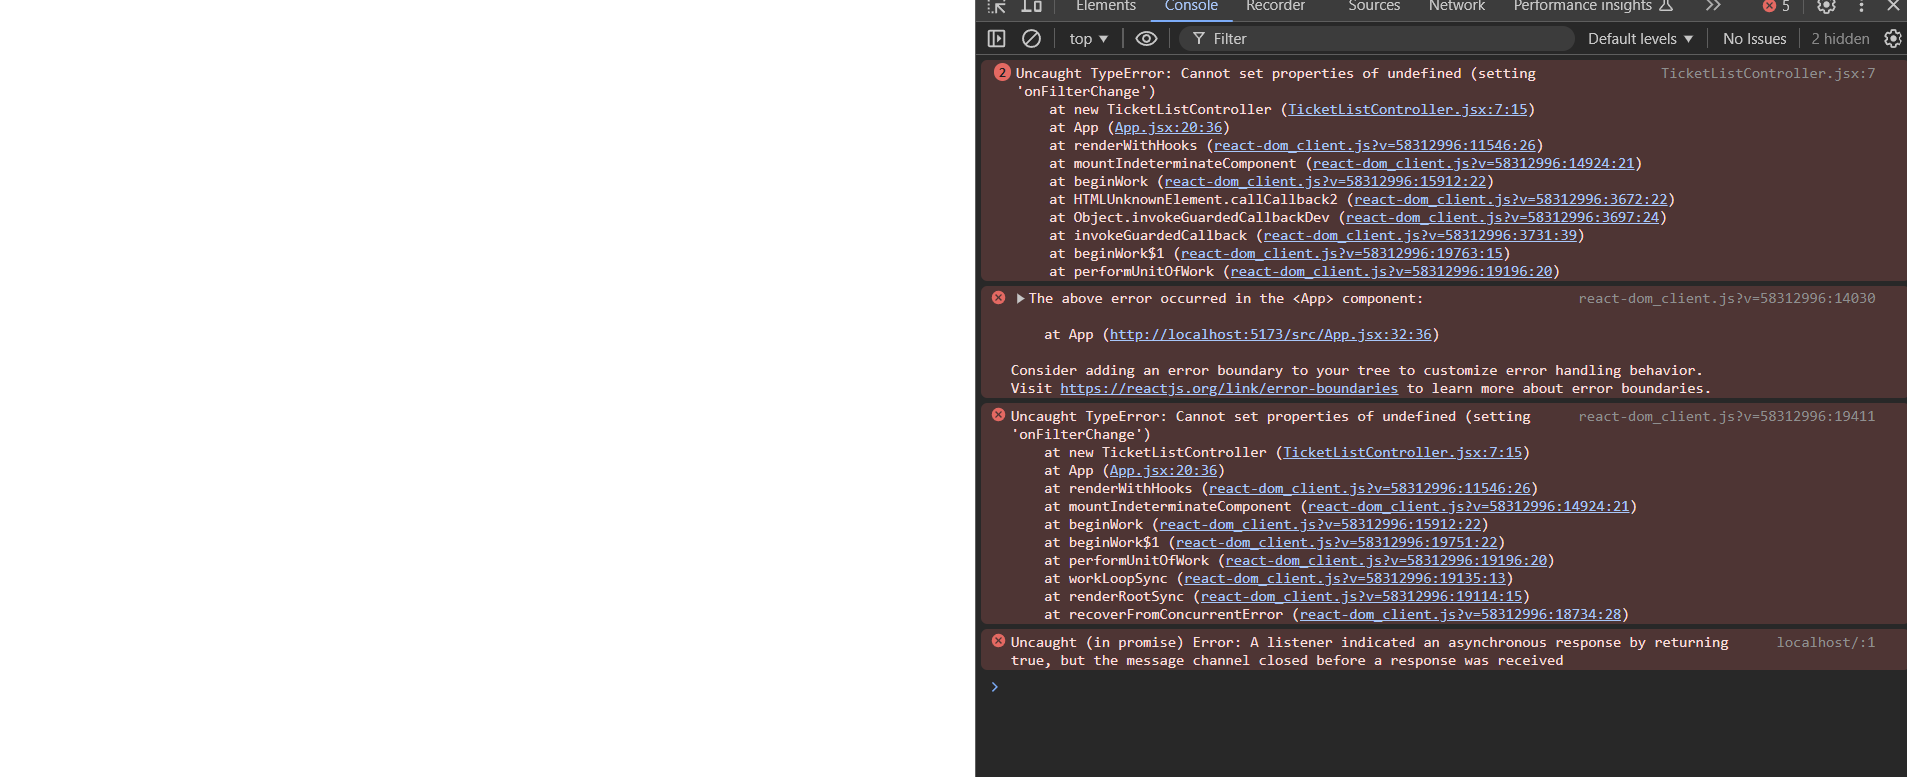 Elements Console Recorder Sources Network Performance insights 5
top Filter Default levels No Issues 2 hidden
2 Uncaught TypeError: Cannot set properties of undefined (setting TicketListController.jsx:7
'onFilterChange')
at new TicketListController (TicketListController.jsx:7:15)
at App (App.jsx:20:36)
at renderWithHooks (react-dom_client.js?v=58312996:11546:26)
at mountIndeterminateComponent (react-dom_client.js?v=58312996:14924:21)
at beginWork (react-dom_client.js?v=58312996:15912:22)
at HTMLUnknownElement.callCallback2 (react-dom_client.js?v=58312996:3672:22)
at Object.invokeGuardedCallbackDev (react-dom_client.js?v=58312996:3697:24)
at invokeGuardedCallback (react-dom_client.js?v=58312996:3731:39)
at beginWork$1 (react-dom_client.js?v=58312996:19763:15)
at performUnitOfWork (react-dom_client.js?v=58312996:19196:20)
The above error occurred in the <App> component: react-dom_client.js?v=58312996:14030
at App (http://localhost:5173/src/App.jsx:32:36)
Consider adding an error boundary to your tree to customize error handling behavior.
Visit https://reactjs.org/link/error-boundaries to learn more about error boundaries.
Uncaught TypeError: Cannot set properties of undefined (setting react-dom_client.js?v=58312996:19411
'onFilterChange')
at new TicketListController (TicketListController.jsx:7:15)
at App (App.jsx:20:36)
at renderWithHooks (react-dom_client.js?v=58312996:11546:26)
at mountIndeterminateComponent (react-dom_client.js?v=58312996:14924:21)
at beginWork (react-dom_client.js?v=58312996:15912:22)
at beginWork$1 (react-dom_client.js?v=58312996:19751:22)
at performUnitOfWork (react-dom_client.js?v=58312996:19196:20)
at workLoopSync (react-dom_client.js?v=58312996:19135:13)
at renderRootSync (react-dom_client.js?v=58312996:19114:15)
at recoverFromConcurrentError (react-dom_client.js?v=58312996:18734:28)
Uncaught (in promise) Error: A listener indicated an asynchronous response by returning localhost/:1
true, but the message channel closed before a response was received